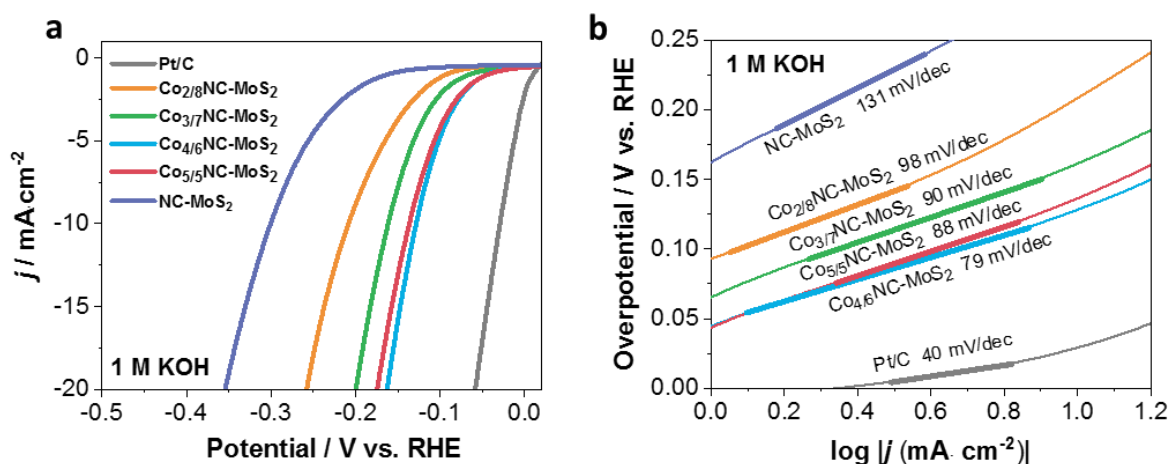 a
0
-5
-10
-15
-20
j / mA·cm⁻²
Pt/C
Co₂/₈NC-MoS₂
Co₃/₇NC-MoS₂
Co₄/₆NC-MoS₂
Co₅/₅NC-MoS₂
NC-MoS₂
1 M KOH
-0.5 -0.4 -0.3 -0.2 -0.1 0.0
Potential / V vs. RHE
b
0.25
0.20
0.15
0.10
0.05
0.00
Overpotential / V vs. RHE
1 M KOH
NC-MoS₂ 131 mV/dec
Co₂/₈NC-MoS₂ 98 mV/dec
Co₃/₇NC-MoS₂ 90 mV/dec
Co₅/₅NC-MoS₂ 88 mV/dec
Co₄/₆NC-MoS₂ 79 mV/dec
Pt/C 40 mV/dec
0.0 0.2 0.4 0.6 0.8 1.0 1.2
log |j (mA· cm⁻²)|